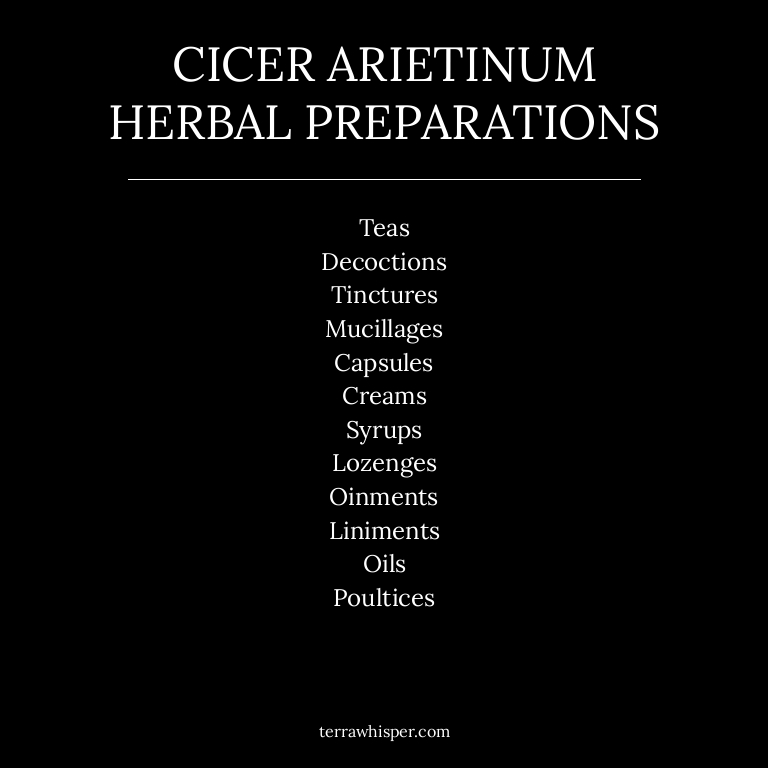 CICER ARIETINUM
HERBAL PREPARATIONS
Teas
Decoctions
Tinctures
Mucillages
Capsules
Creams
Syrups
Lozenges
Oinments
Liniments
Oils
Poultices
terrawhisper.com